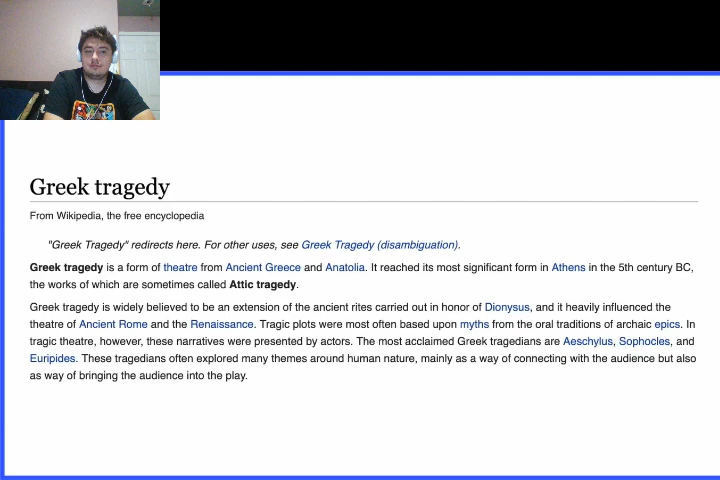 Greek tragedy
From Wikipedia, the free encyclopedia
"Greek Tragedy" redirects here. For other uses, see Greek Tragedy (disambiguation).
Greek tragedy is a form of theatre from Ancient Greece and Anatolia. It reached its most significant form in Athens in the 5th century BC,
the works of which are sometimes called Attic tragedy.
Greek tragedy is widely believed to be an extension of the ancient rites carried out in honor of Dionysus, and it heavily influenced the
theatre of Ancient Rome and the Renaissance. Tragic plots were most often based upon myths from the oral traditions of archaic epics. In
tragic theatre, however, these narratives were presented by actors. The most acclaimed Greek tragedians are Aeschylus, Sophocles, and
Euripides. These tragedians often explored many themes around human nature, mainly as a way of connecting with the audience but also
as way of bringing the audience into the play.